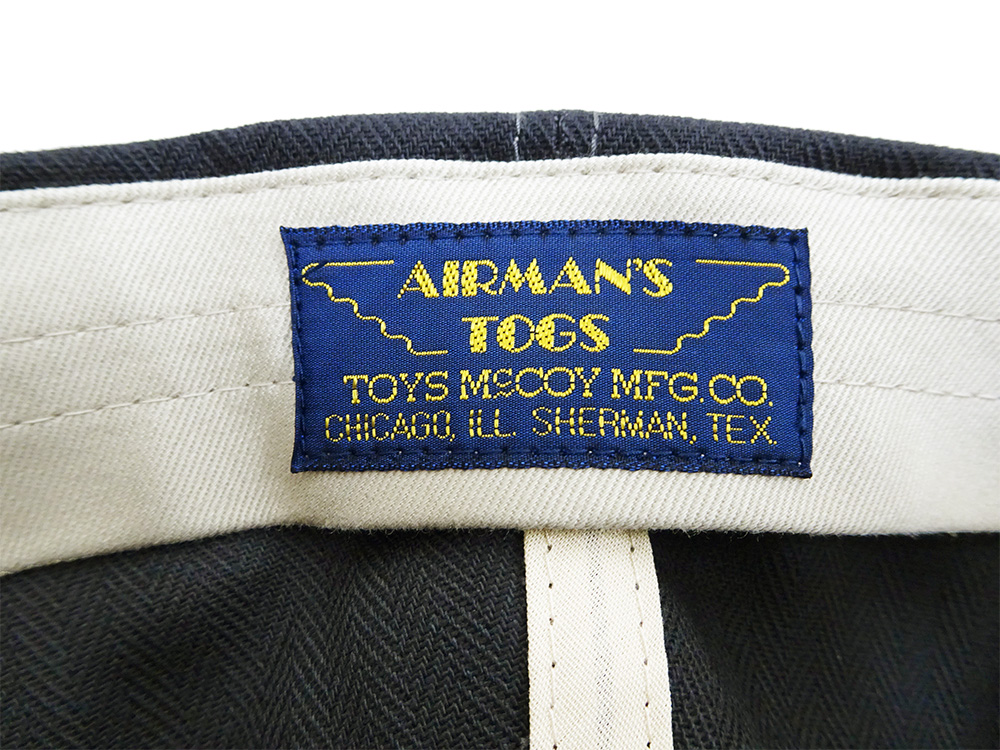 AIRMAN'S
TOGS
TOYS McCOY MFG.CO.
CHICAGO, ILL. SHERMAN, TEX.